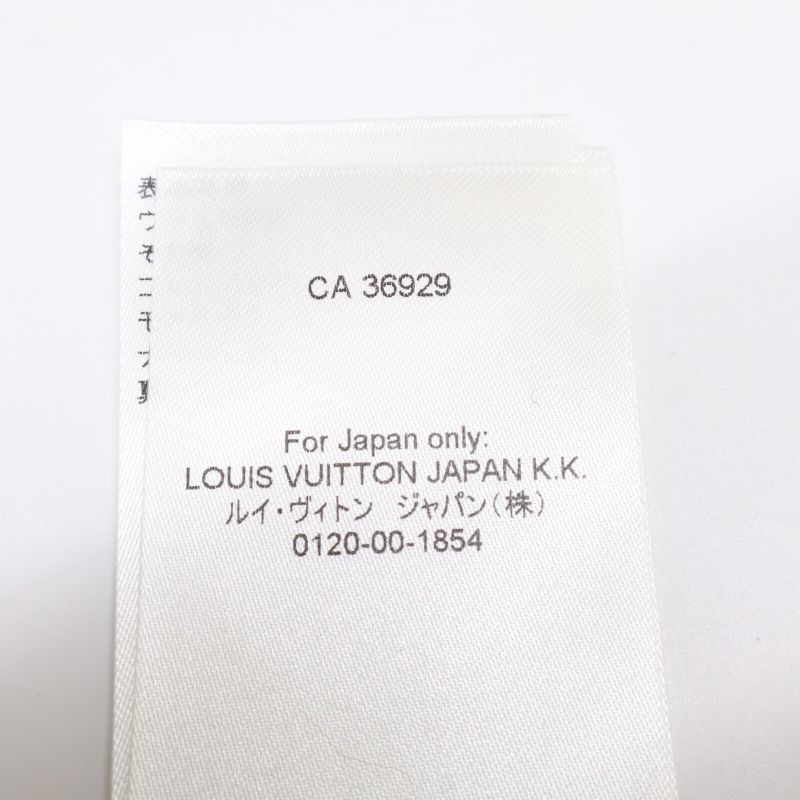 CA 36929
For Japan only:
LOUIS VUITTON JAPAN K.K.
ルイ・ヴィトン ジャパン(株)
0120-00-1854